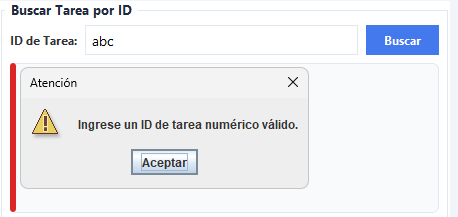 Buscar Tarea por ID
ID de Tarea: abc Buscar
Atención
Ingrese un ID de tarea numérico válido.
Aceptar